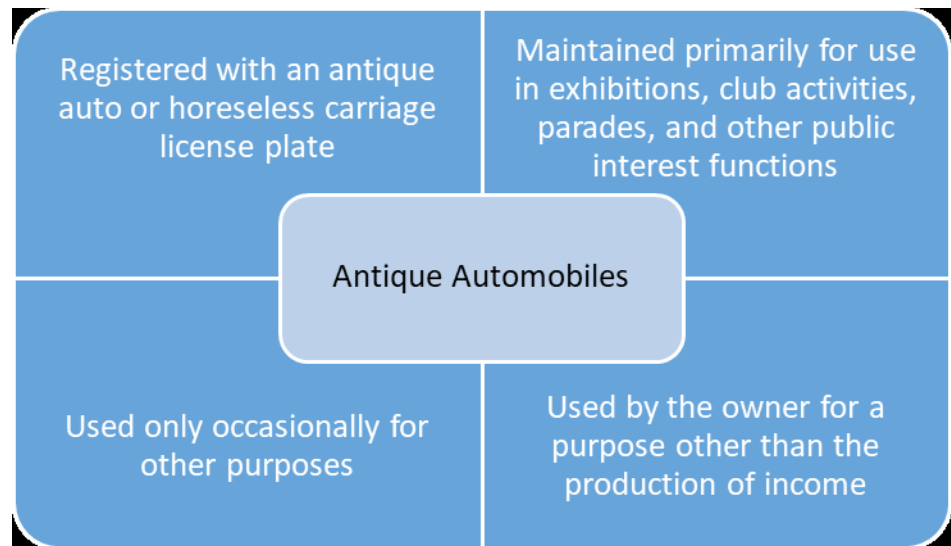 Registered with an antique
auto or horeseless carriage
license plate
Maintained primarily for use
in exhibitions, club activities,
parades, and other public
interest functions
Antique Automobiles
Used only occasionally for
other purposes
Used by the owner for a
purpose other than the
production of income